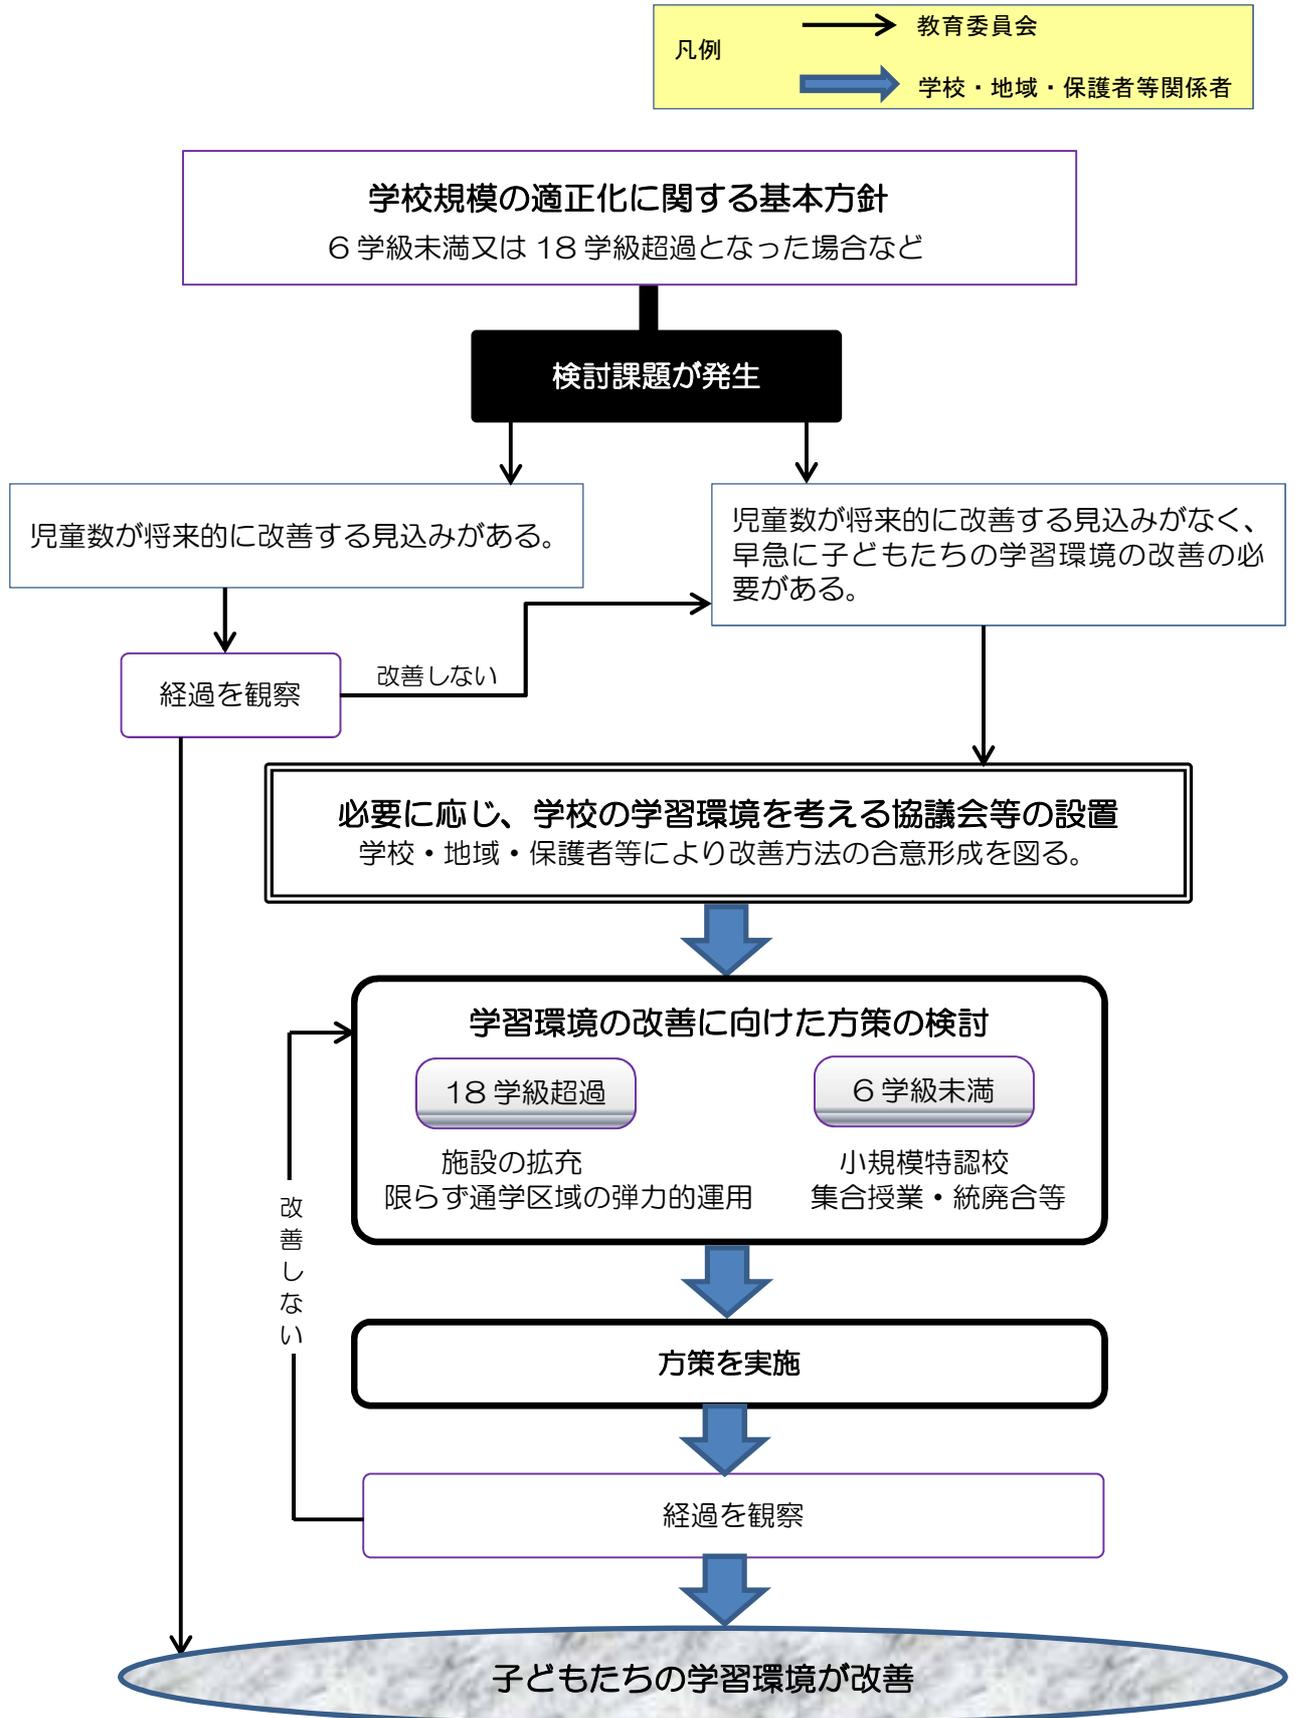 凡例
教育委員会
学校・地域・保護者等関係者
学校規模の適正化に関する基本方針
6 学級未満又は 18 学級超過となった場合など
検討課題が発生
児童数が将来的に改善する見込みがある。
児童数が将来的に改善する見込みがなく、
早急に子どもたちの学習環境の改善の必
要がある。
経過を観察
改善しない
必要に応じ、学校の学習環境を考える協議会等の設置
学校・地域・保護者等により改善方法の合意形成を図る。
学習環境の改善に向けた方策の検討
18 学級超過
施設の拡充
限らず通学区域の弾力的運用
6 学級未満
小規模特認校
集合授業・統廃合等
改善しない
方策を実施
経過を観察
子どもたちの学習環境が改善